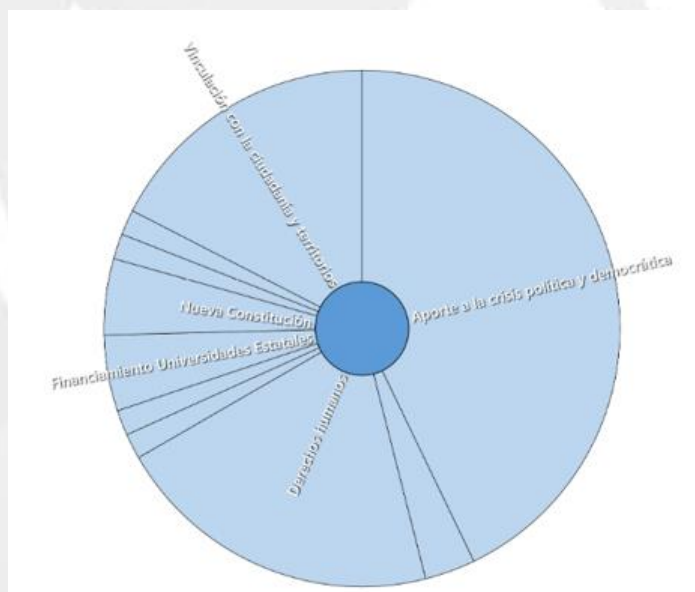 Vinculación con la ciudadanía y territorios
Aporte a la crisis política y democrática
Nueva Constitución
Financiamiento Universidades Estatales
Derechos humanos